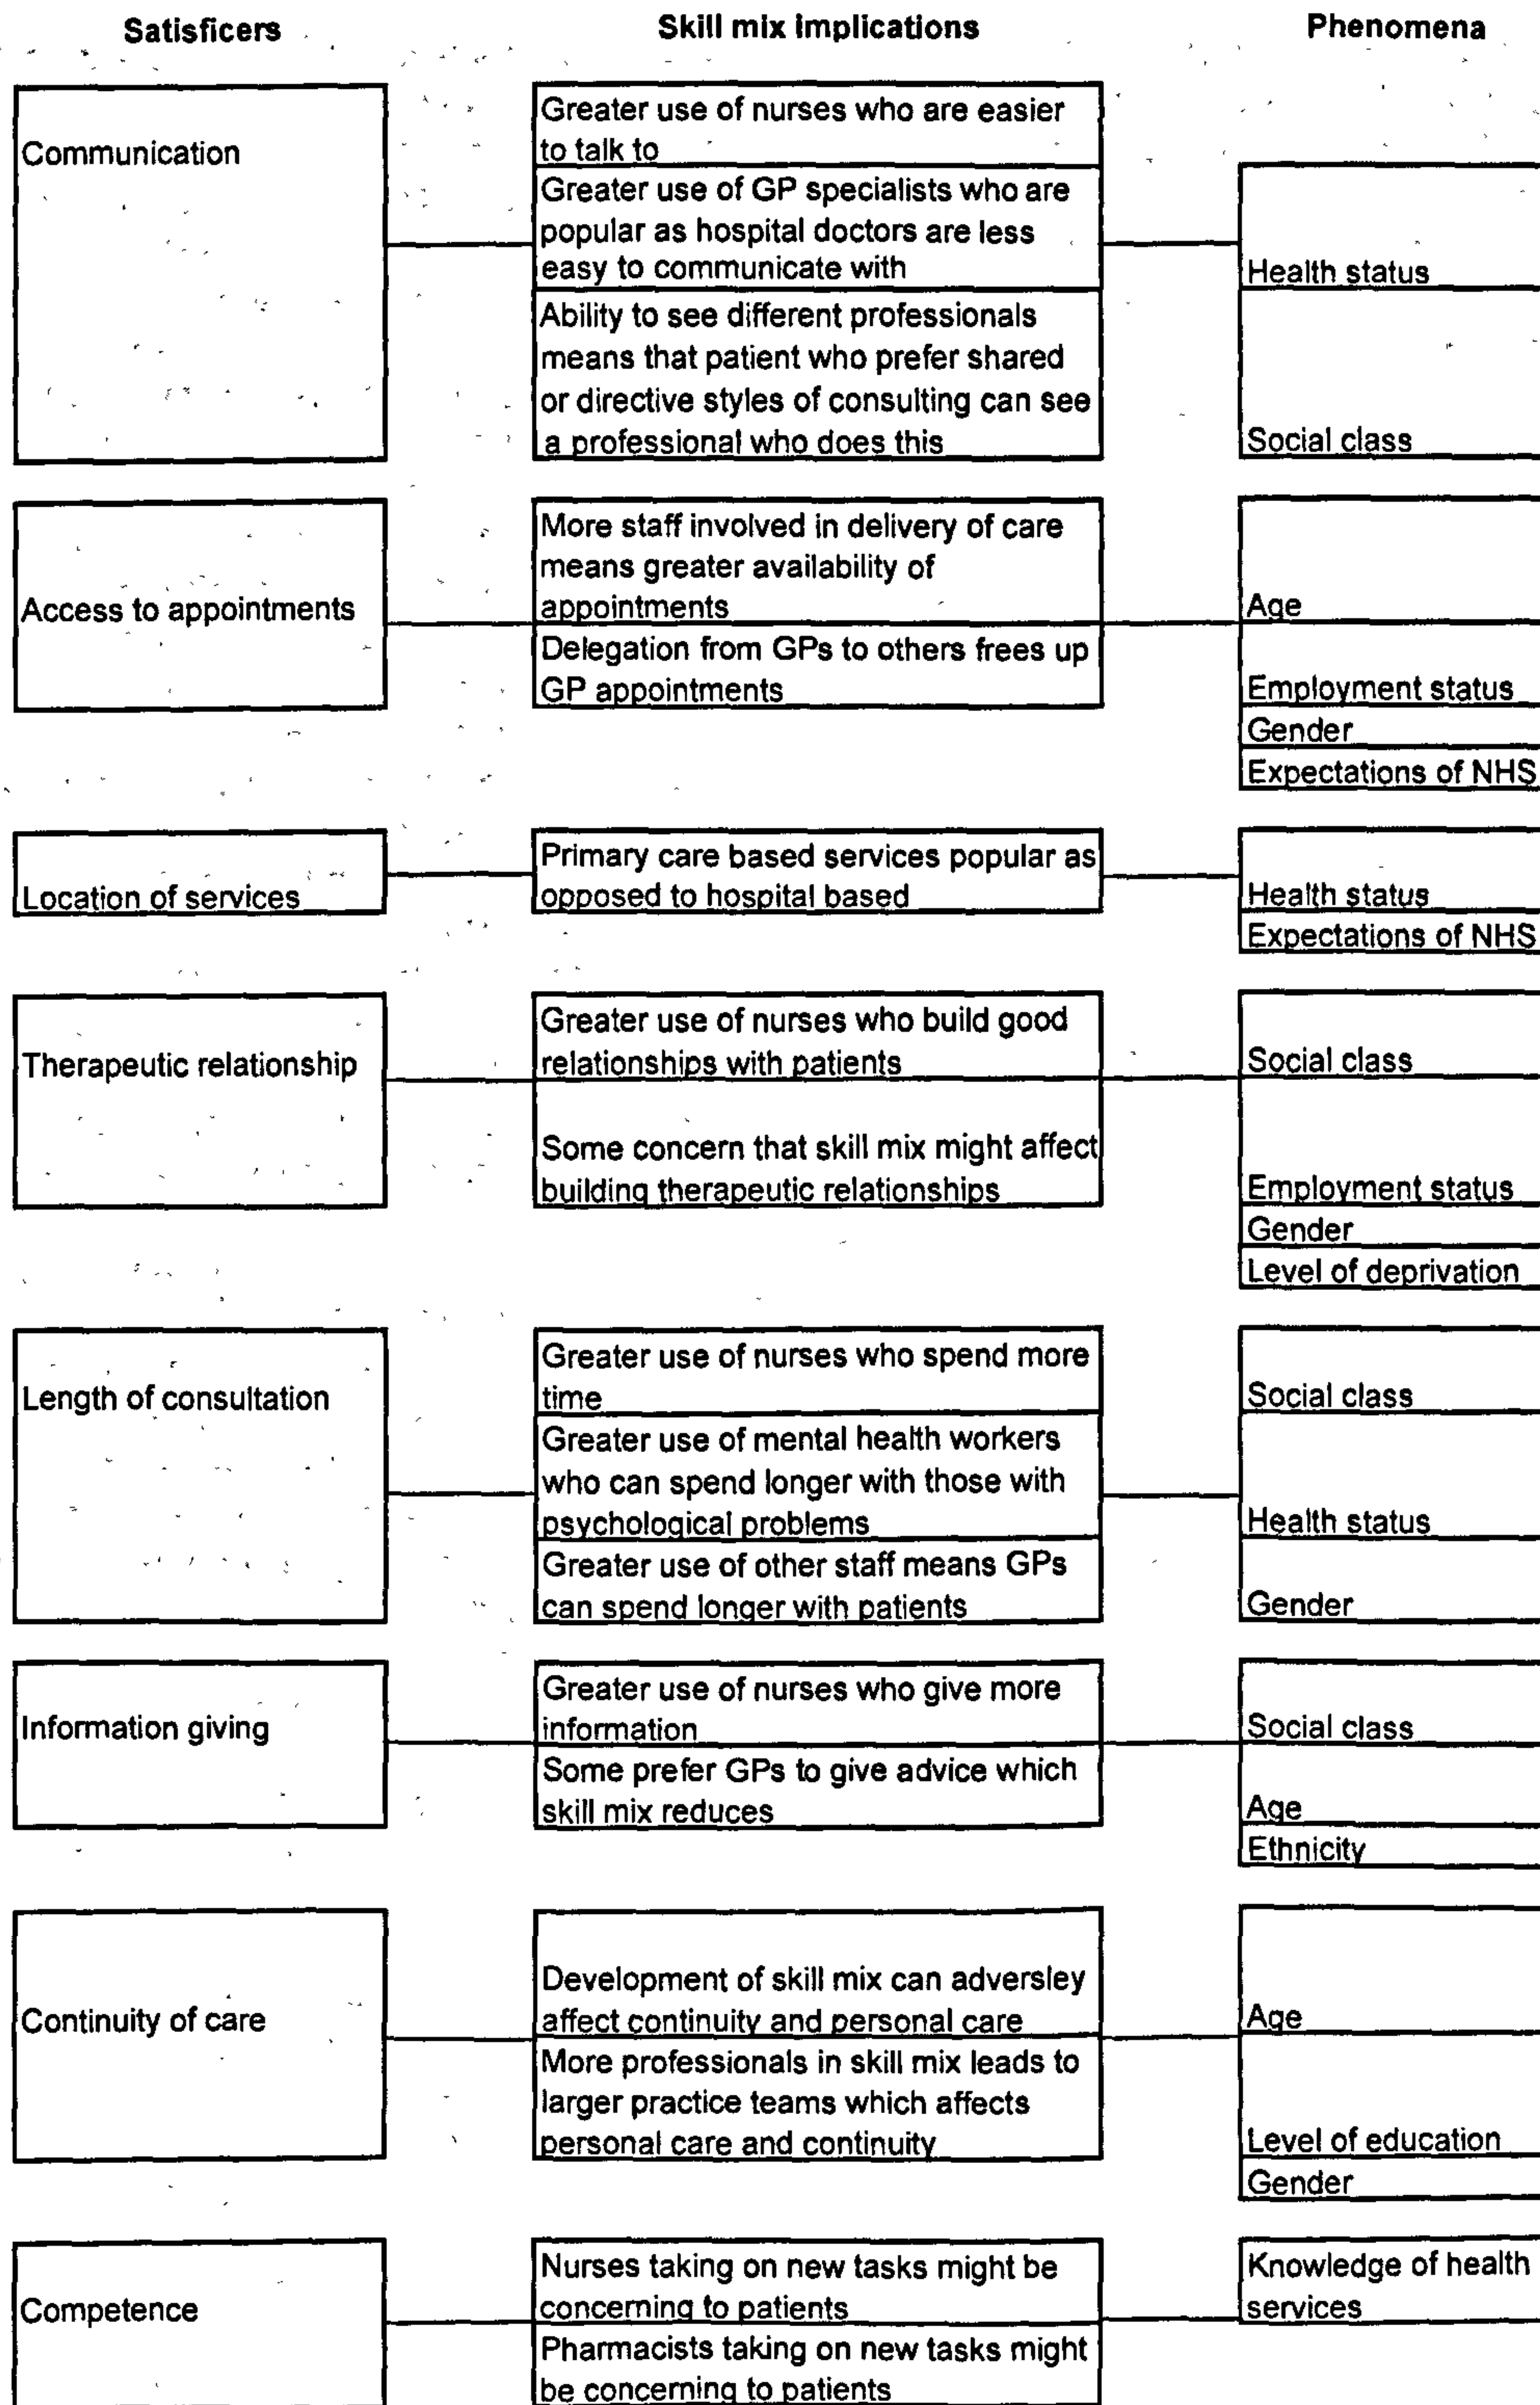 Satisficers
Skill mix implications
Phenomena
Communication
Greater use of nurses who are easier
to talk to
Greater use of GP specialists who are
popular as hospital doctors are less
easy to communicate with
Ability to see different professionals
means that patient who prefer shared
or directive styles of consulting can see
a professional who does this
Health status
Social class
Access to appointments
More staff involved in delivery of care
means greater availability of
appointments
Delegation from GPs to others frees up
GP appointments
Age
Employment status
Gender
Expectations of NHS
Location of services
Primary care based services popular as
opposed to hospital based
Health status
Expectations of NHS
Therapeutic relationship
Greater use of nurses who build good
relationships with patients
Some concern that skill mix might affect
building therapeutic relationships
Social class
Employment status
Gender
Level of deprivation
Length of consultation
Greater use of nurses who spend more
time
Greater use of mental health workers
who can spend longer with those with
psychological problems
Greater use of other staff means GPs
can spend longer with patients
Social class
Health status
Gender
Information giving
Greater use of nurses who give more
information
Some prefer GPs to give advice which
skill mix reduces
Social class
Age
Ethnicity
Continuity of care
Development of skill mix can adversley
affect continuity and personal care
More professionals in skill mix leads to
larger practice teams which affects
personal care and continuity
Age
Level of education
Gender
Competence
Nurses taking on new tasks might be
concerning to patients
Pharmacists taking on new tasks might
be concerning to patients
Knowledge of health
services